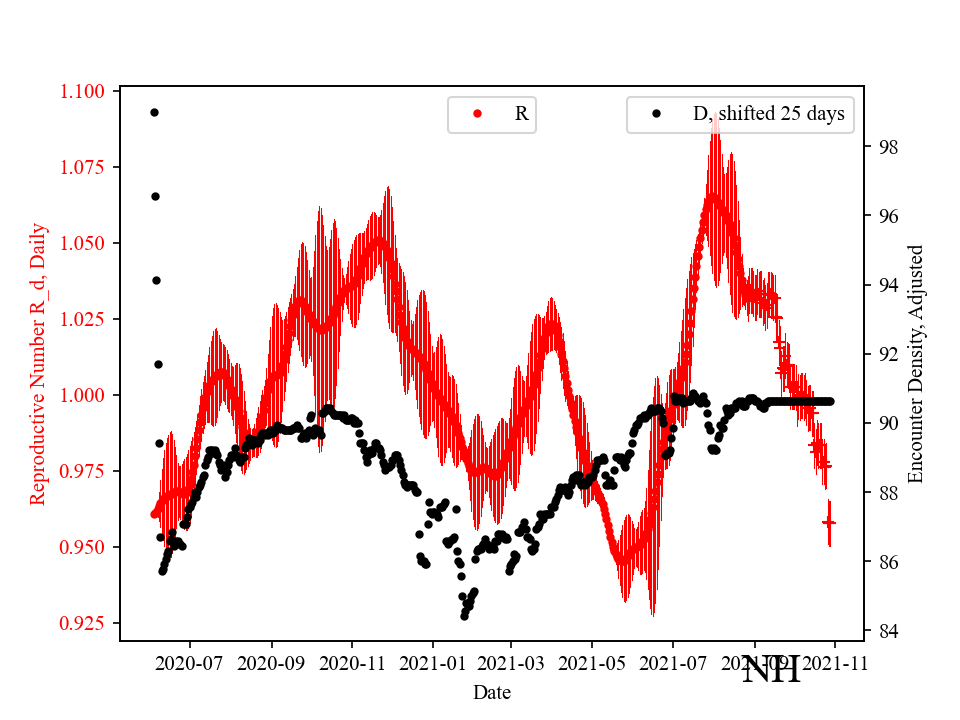 R
D, shifted 25 days
Reproductive Number R_d, Daily
1.100
1.075
1.050
1.025
1.000
0.975
0.950
0.925
98
96
94
92
90
88
86
84
Encounter Density, Adjusted
2020-07 2020-09 2020-11 2021-01 2021-03 2021-05 2021-07 2021-09 2021-11
NH
Date